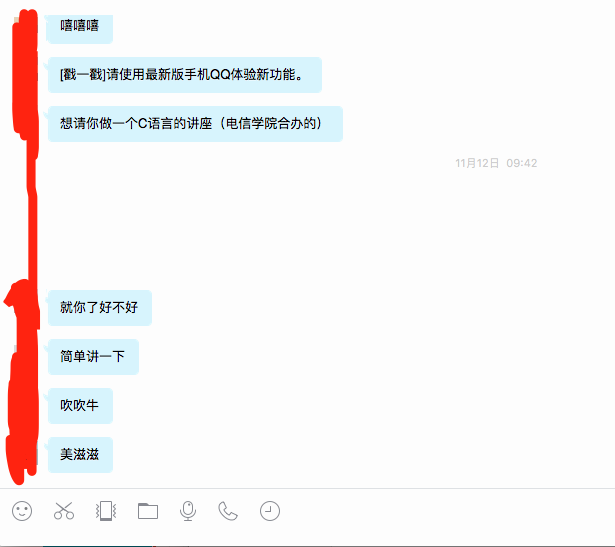 嘻嘻嘻
[戳一戳]请使用最新版手机QQ体验新功能。
想请你做一个C语言的讲座（电信学院合办的）
11月12日 09:42
就你了好不好
简单讲一下
吹吹牛
美滋滋